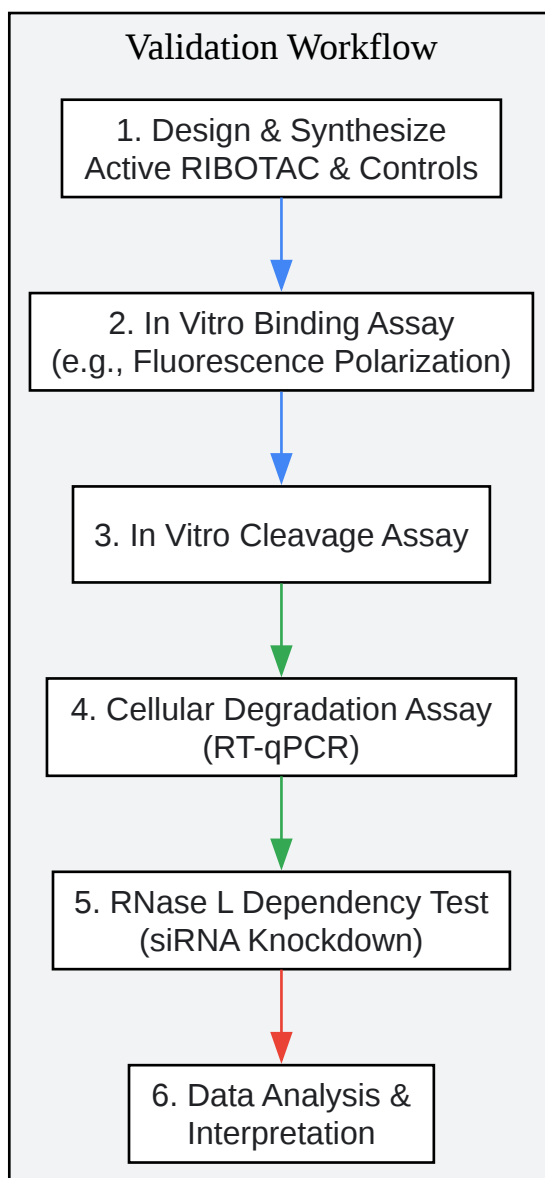 Validation Workflow
1. Design & Synthesize
Active RIBOTAC & Controls
2. In Vitro Binding Assay
(e.g., Fluorescence Polarization)
3. In Vitro Cleavage Assay
4. Cellular Degradation Assay
(RT-qPCR)
5. RNase L Dependency Test
(siRNA Knockdown)
6. Data Analysis &
Interpretation